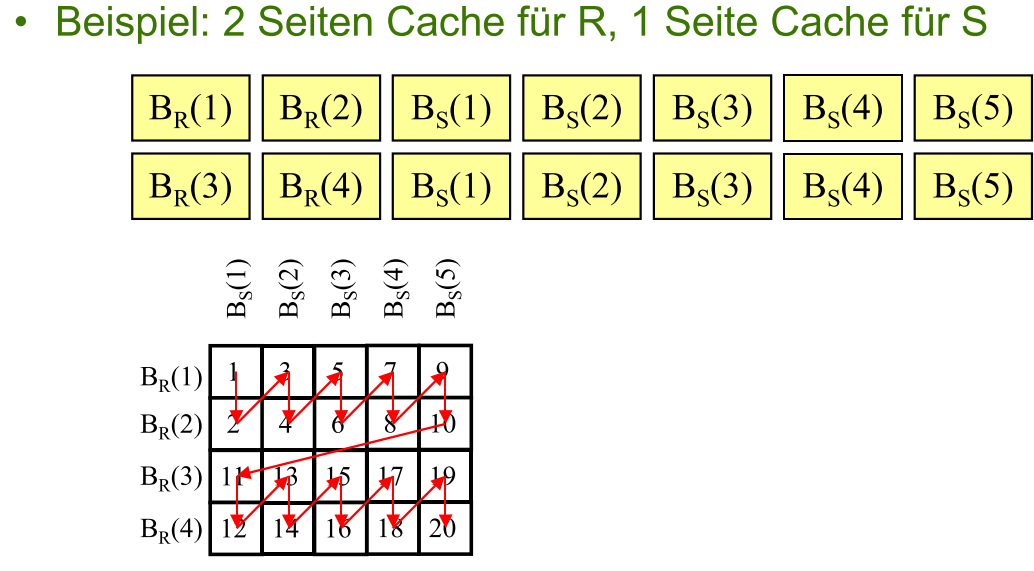 • Beispiel: 2 Seiten Cache für R, 1 Seite Cache für S
B_R(1) B_R(2) B_S(1) B_S(2) B_S(3) B_S(4) B_S(5)
B_R(3) B_R(4) B_S(1) B_S(2) B_S(3) B_S(4) B_S(5)
B_S(1) B_S(2) B_S(3) B_S(4) B_S(5)
B_R(1) 1 3 5 7 9
B_R(2) 2 4 6 8 10
B_R(3) 11 13 15 17 19
B_R(4) 12 14 16 18 20